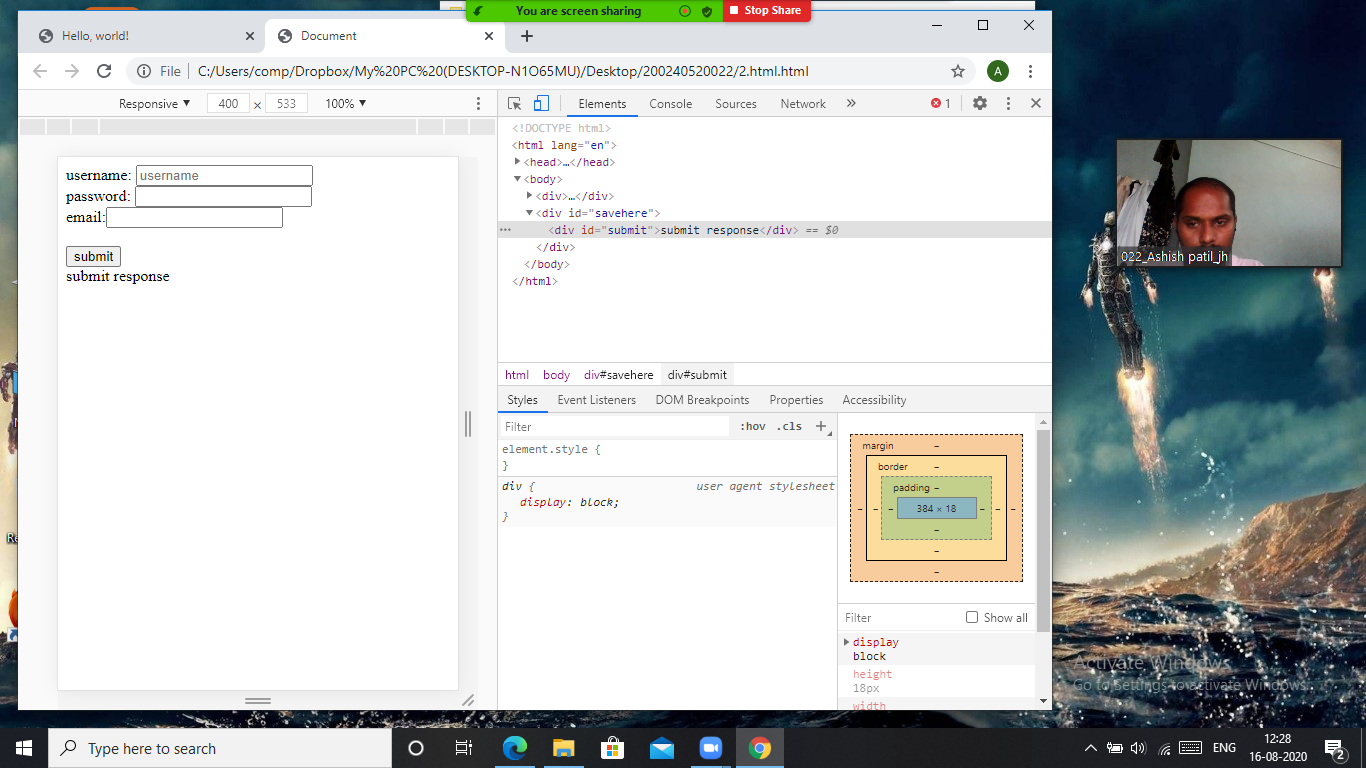 You are screen sharing
Stop Share
Hello, world!
Document
File
C:/Users/comp/Dropbox/My%20PC%20(DESKTOP-N1O65MU)/Desktop/200240520022/2.html.html
A
Responsive ▼ 400 × 533 100% ▼
Elements Console Sources Network » 1
username: username
password:
email:
submit
submit response
<!DOCTYPE html>
<html lang="en">
<head>…</head>
<body>
<div>…</div>
<div id="savehere">
<div id="submit">submit response</div> == $0
</div>
</body>
</html>
html body div#savehere div#submit
Styles Event Listeners DOM Breakpoints Properties Accessibility
Filter :hov .cls +
element.style {
}
div { user agent stylesheet
display: block;
}
margin –
border –
padding –
– – – 384 × 18 – – –
–
–
–
Filter Show all
display
block
height
18px
width
022_Ashish patil_jh
Activate Windows
Go to Settings to activate Windows.
Type here to search
ENG
12:28
16-08-2020
2